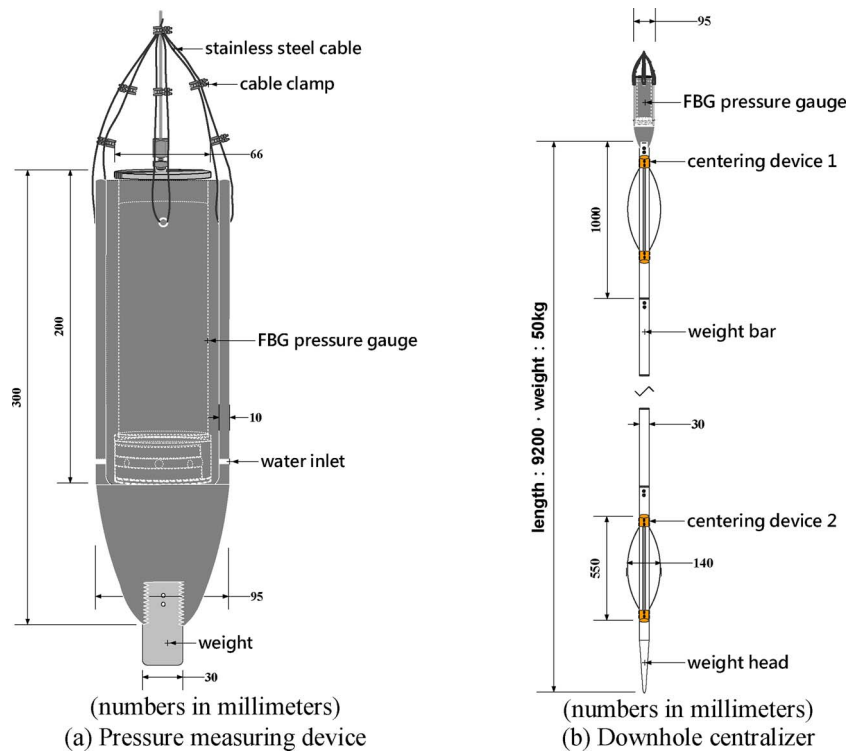 stainless steel cable
cable clamp
66
200
300
FBG pressure gauge
10
water inlet
95
weight
30
(numbers in millimeters)
(a) Pressure measuring device
95
FBG pressure gauge
centering device 1
1000
weight bar
length : 9200 · weight : 50kg
30
centering device 2
550
140
weight head
(numbers in millimeters)
(b) Downhole centralizer